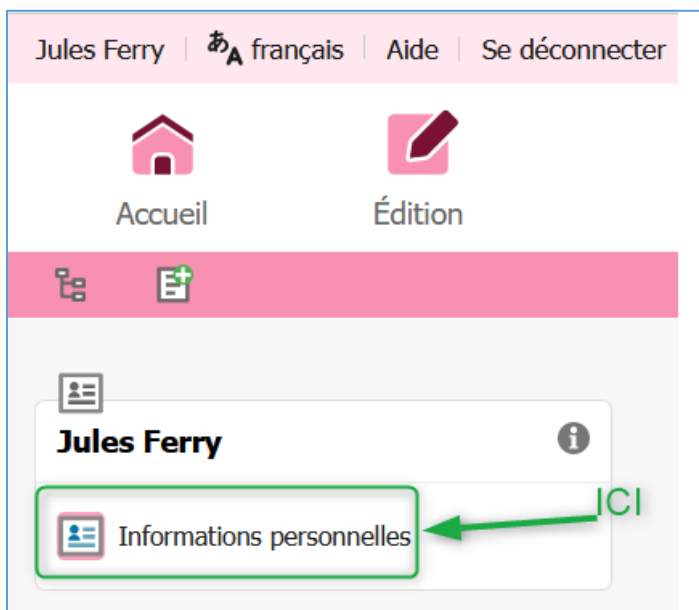 Jules Ferry あA français Aide Se déconnecter
Accueil Édition
Jules Ferry i
Informations personnelles ICI